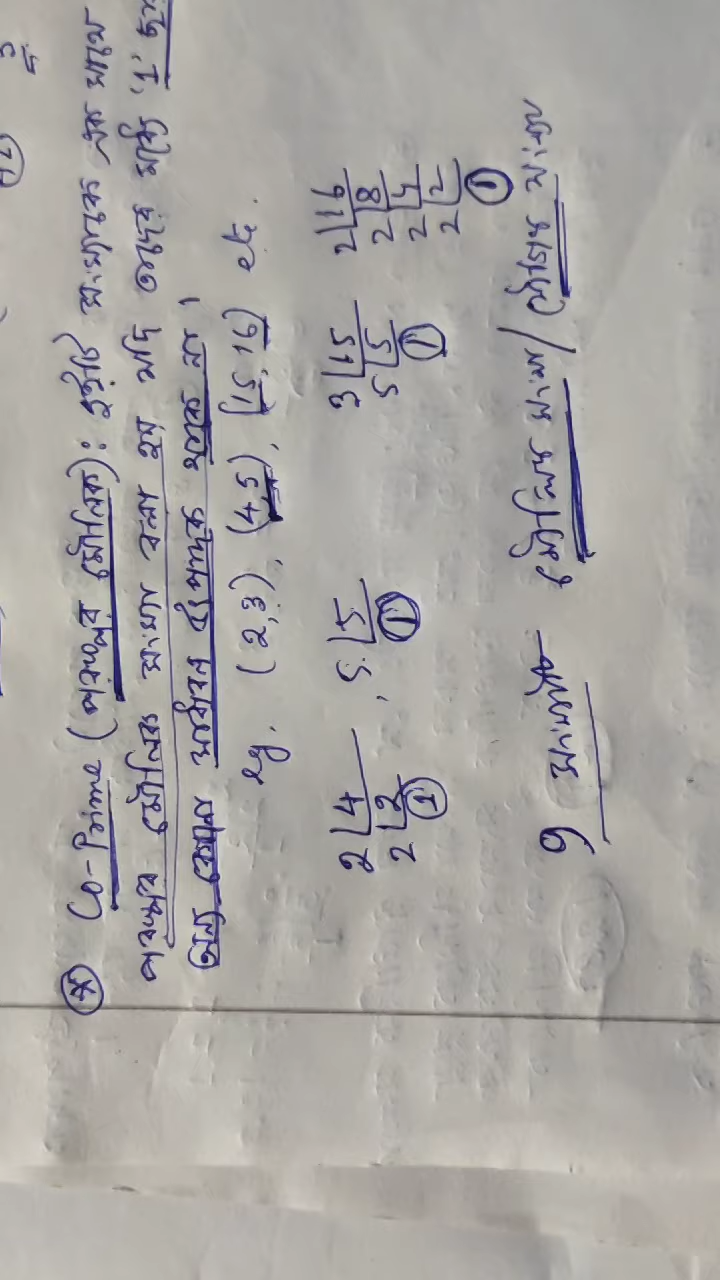 * Co-Prime (পরস্পর মৌলিক): দুইটি সংখ্যাকে এক সাথে
পরস্পর মৌলিক সংখ্যা বলা হয় যদি তাদের মধ্যে '1'
অন্য কোনো সাধারণ উৎপাদক থাকে না।
eg. (2,3), (4,5), (15,16) etc.
2|4 , 5|5 3|15 2|16
2|2 1 5|5 2|8
1 1 2|4
2|2
1
9 সংখ্যাটি মৌলিক সংখ্যা / যৌগিক সংখ্যা